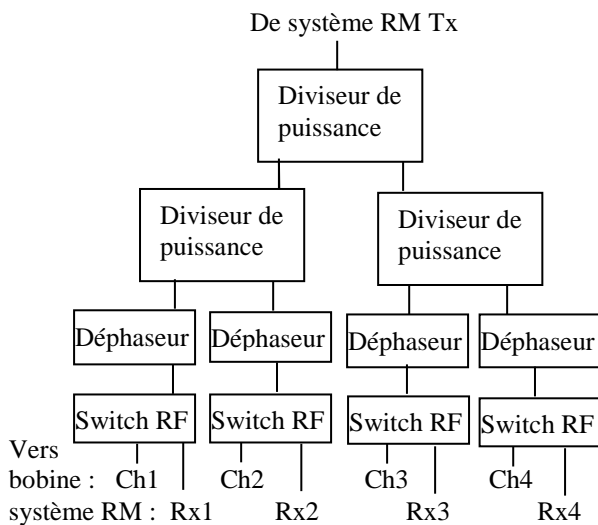 De système RM Tx
Diviseur de
puissance
Diviseur de
puissance
Diviseur de
puissance
Déphaseur
Déphaseur
Déphaseur
Déphaseur
Switch RF
Switch RF
Switch RF
Switch RF
Vers
bobine : Ch1 Ch2 Ch3 Ch4
système RM : Rx1 Rx2 Rx3 Rx4